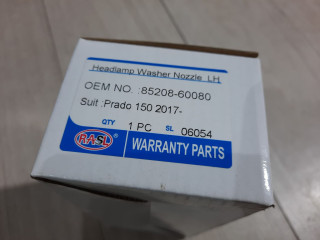 Headlamp Washer Nozzle LH
OEM NO. :85208-60080
Suit :Prado 150 2017-
QTY 1 PC SL 06054
RASL WARRANTY PARTS